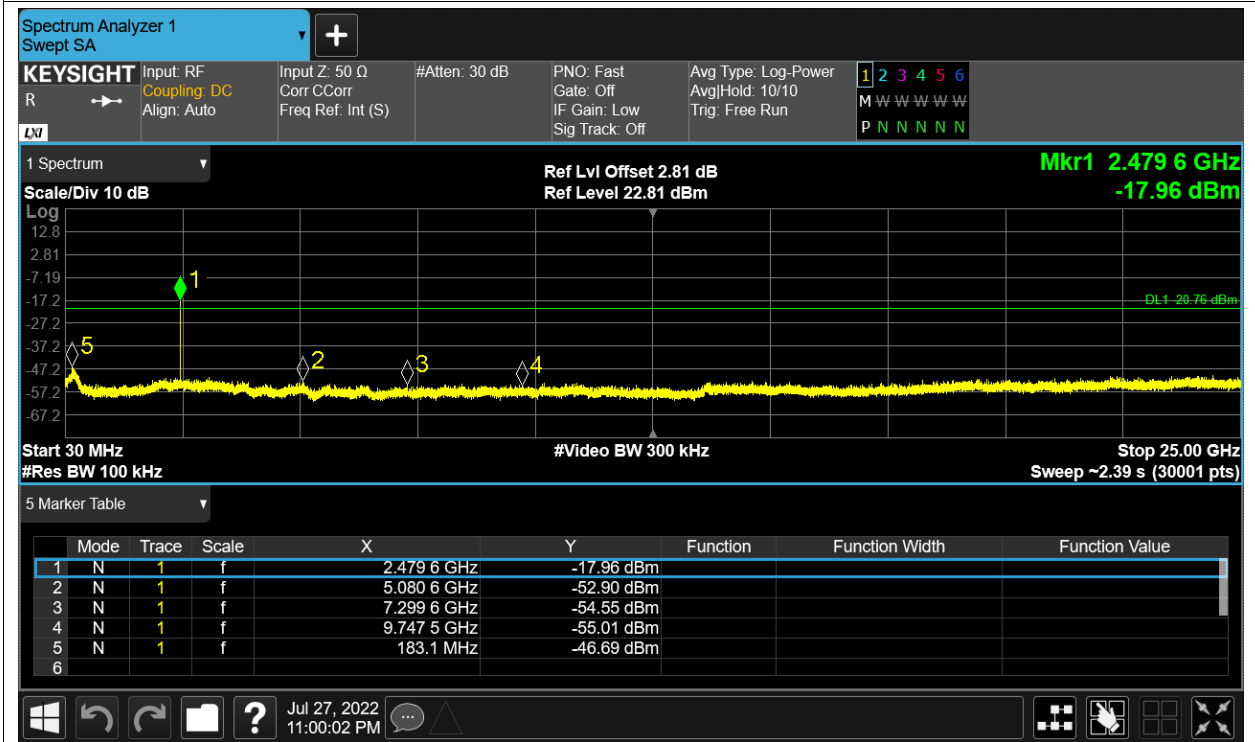 Spectrum Analyzer 1
Swept SA
KEYSIGHT
R
LXI
Input: RF
Coupling: DC
Align: Auto
Input Z: 50 Ω
Corr CCorr
Freq Ref: Int (S)
#Atten: 30 dB
PNO: Fast
Gate: Off
IF Gain: Low
Sig Track: Off
Avg Type: Log-Power
Avg|Hold: 10/10
Trig: Free Run
1 2 3 4 5 6
M W W W W W
P N N N N N
1 Spectrum
Scale/Div 10 dB
Ref Lvl Offset 2.81 dB
Ref Level 22.81 dBm
Mkr1 2.479 6 GHz
-17.96 dBm
Log
12.8
2.81
-7.19
-17.2
-27.2
-37.2
-47.2
-57.2
-67.2
1
DL1 -20.76 dBm
5
2
3
4
Start 30 MHz
#Video BW 300 kHz
Stop 25.00 GHz
#Res BW 100 kHz
Sweep ~2.39 s (30001 pts)
5 Marker Table
Mode Trace Scale X Y Function Function Width Function Value
1 N 1 f 2.479 6 GHz -17.96 dBm
2 N 1 f 5.080 6 GHz -52.90 dBm
3 N 1 f 7.299 6 GHz -54.55 dBm
4 N 1 f 9.747 5 GHz -55.01 dBm
5 N 1 f 183.1 MHz -46.69 dBm
6
?
Jul 27, 2022
11:00:02 PM